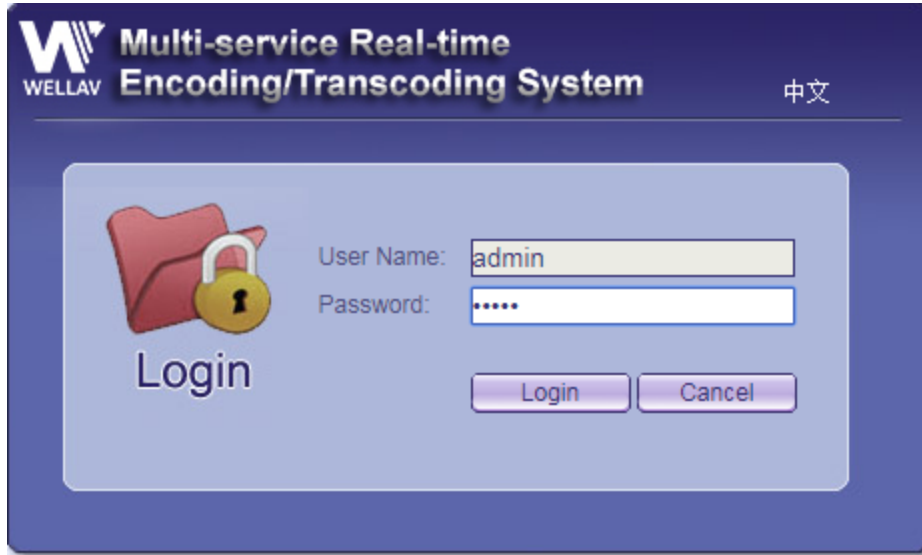 Multi-service Real-time
WELLAV Encoding/Transcoding System
中文
User Name: admin
Password: •••••
Login
Login Cancel